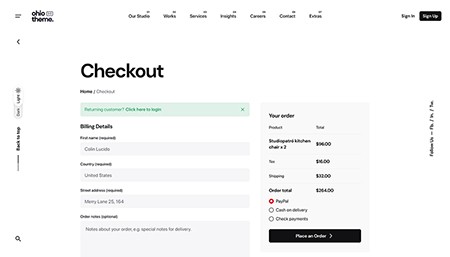 ohio
theme.
Our Studio 01
Works 02
Services 03
Insights 04
Careers 05
Contact 06
Extras 07
Sign In
Sign Up
Checkout
Home / Checkout
Returning customer? Click here to login
Billing Details
First name (required)
Colin Lucido
Country (required)
United States
Street address (required)
Merry Lane 25, 164
Order notes (optional)
Notes about your order, e.g. special notes for delivery.
Your order
Product Total
Studiopatró kitchen
chair x 2 $96.00
Tax $16.00
Shipping $32.00
Order total $264.00
PayPal
Cash on delivery
Check payments
Place an Order
Light
Dark
Back to top
Follow Us — Fb. / In. / Tw.